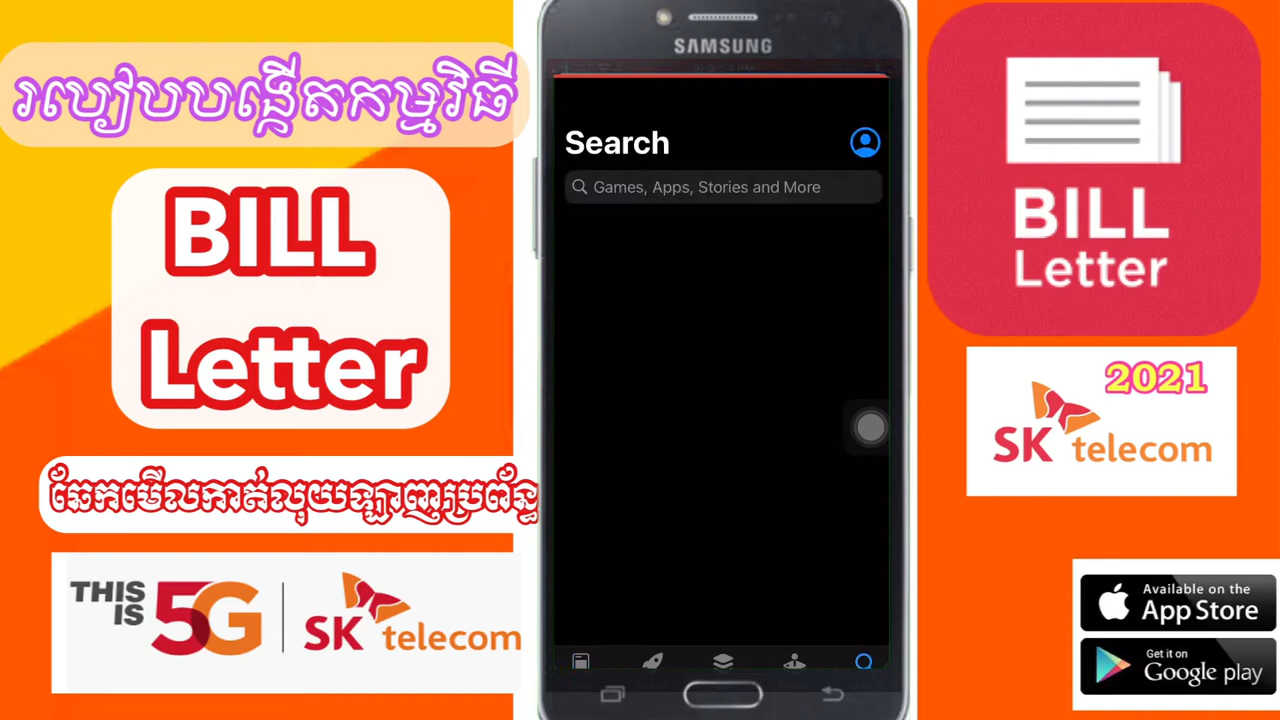 របៀបបង្កើតកម្មវិធី
BILL
Letter
ឆែកមើលកាត់លុយឡាញប្រព័ន្ធ
THIS
IS
5G
SK telecom
SAMSUNG
Search
Games, Apps, Stories and More
BILL
Letter
2021
SK telecom
Available on the
App Store
Get it on
Google play